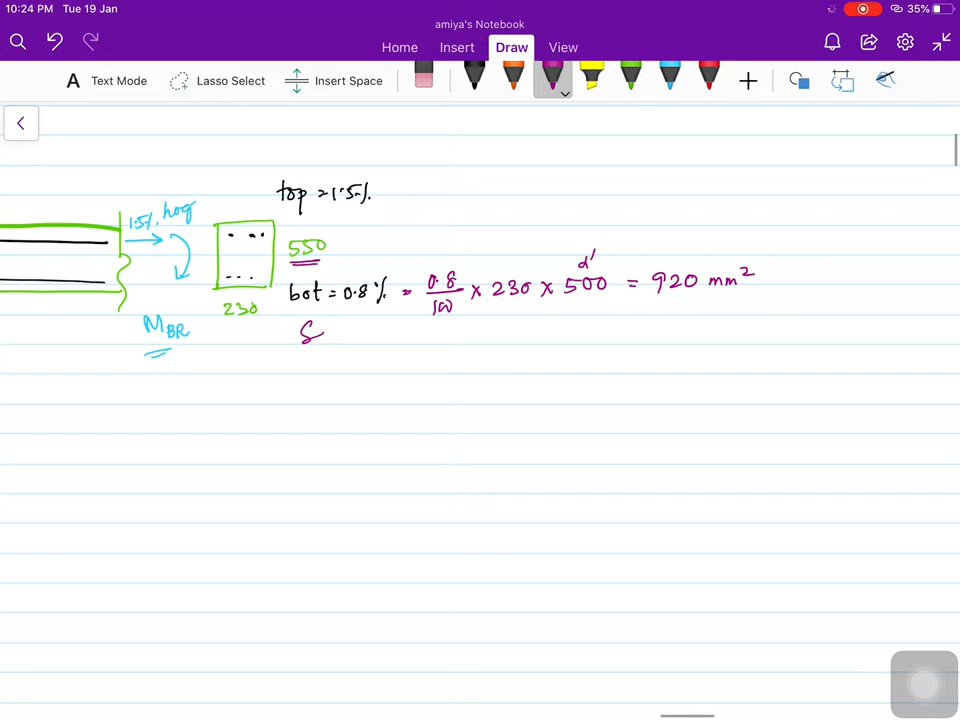 10:24 PM Tue 19 Jan
35%
amiya's Notebook
Home Insert Draw View
A Text Mode Lasso Select Insert Space
top = 1.5%
1.5% hog
550
bot = 0.8% = 0.8/100 x 230 x 500 = 920 mm²
d'
230
MBR
S